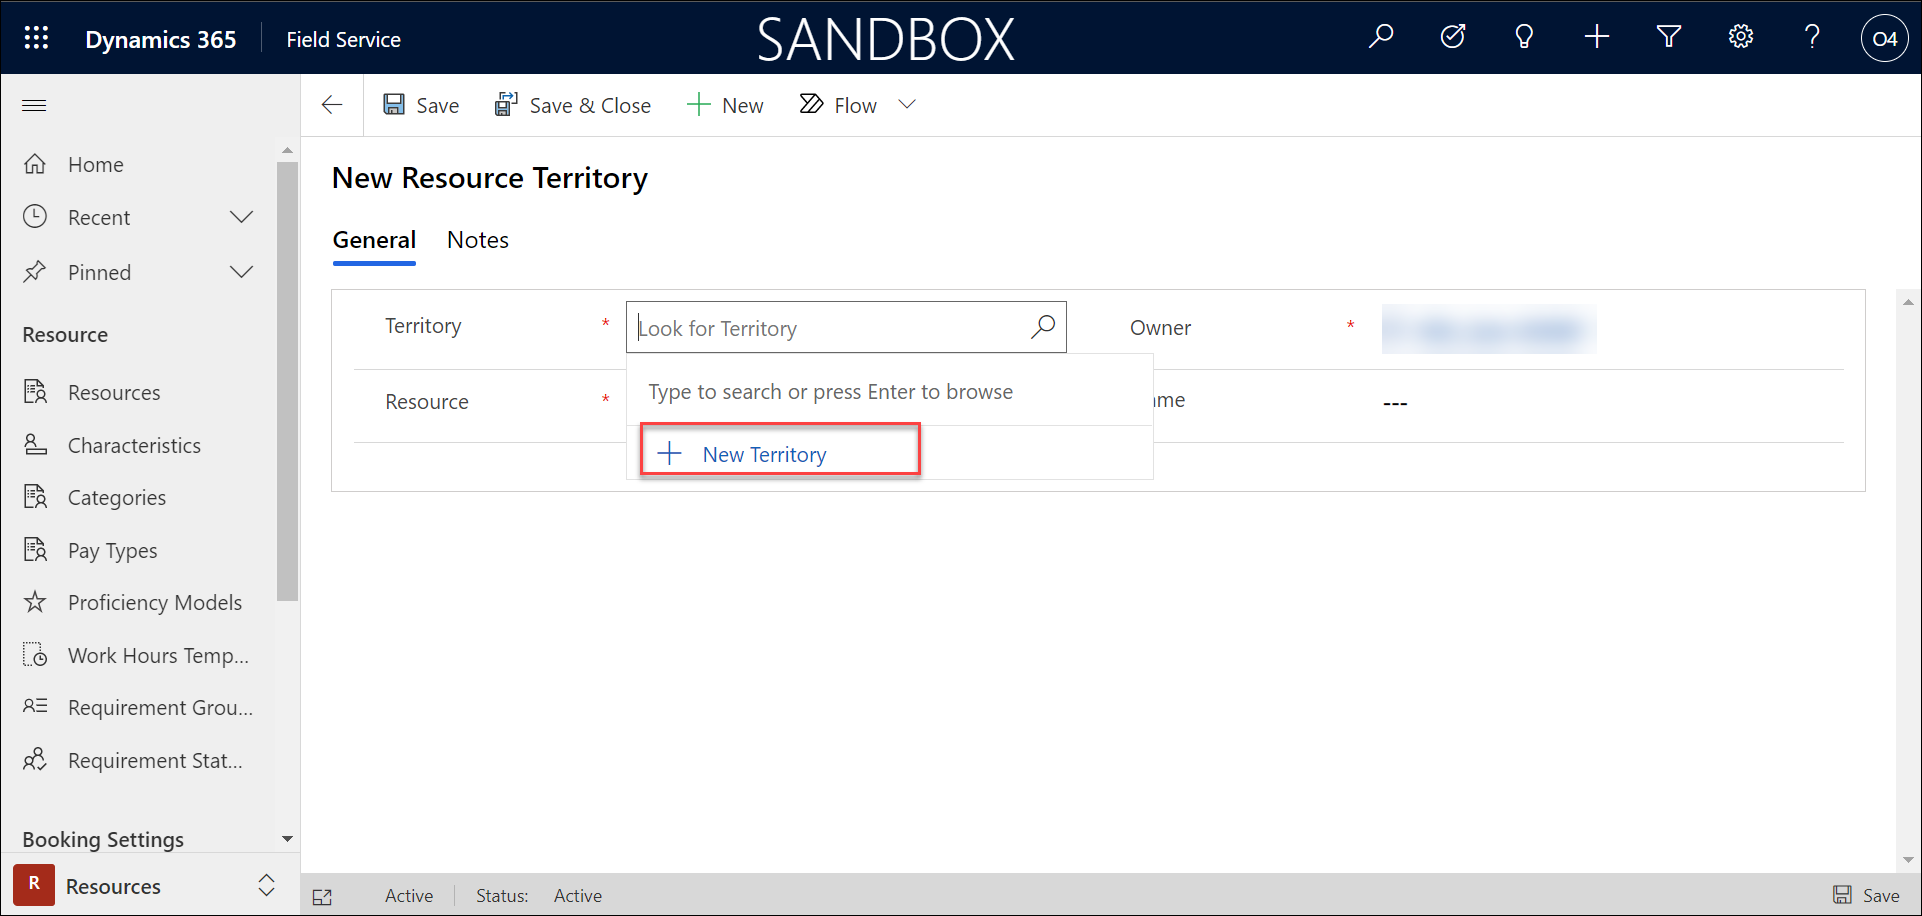 Dynamics 365
Field Service
SANDBOX
O4
Save
Save & Close
New
Flow
Home
Recent
Pinned
Resource
Resources
Characteristics
Categories
Pay Types
Proficiency Models
Work Hours Temp...
Requirement Grou...
Requirement Stat...
Booking Settings
R
Resources
New Resource Territory
General
Notes
Territory
*
Look for Territory
Owner
*
Type to search or press Enter to browse
Resource
*
me
---
New Territory
Active
Status:
Active
Save